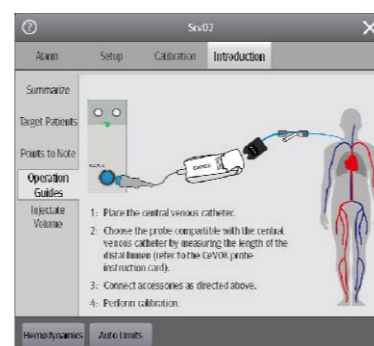 ScvO2
Alarm Setup Calibration Introduction
Summarize
Target Patients
Points to Note
Operation
Guides
Injectate
Volume
1: Place the central venous
catheter.
2: Choose the probe compartible with the central
venous catheter by measuring the length of the
distal lumen (refer to the CeVOX probe
instruction card).
3: Connect accessories as directed above.
4: Perform calibration.
Hemodynamics Auto Limits